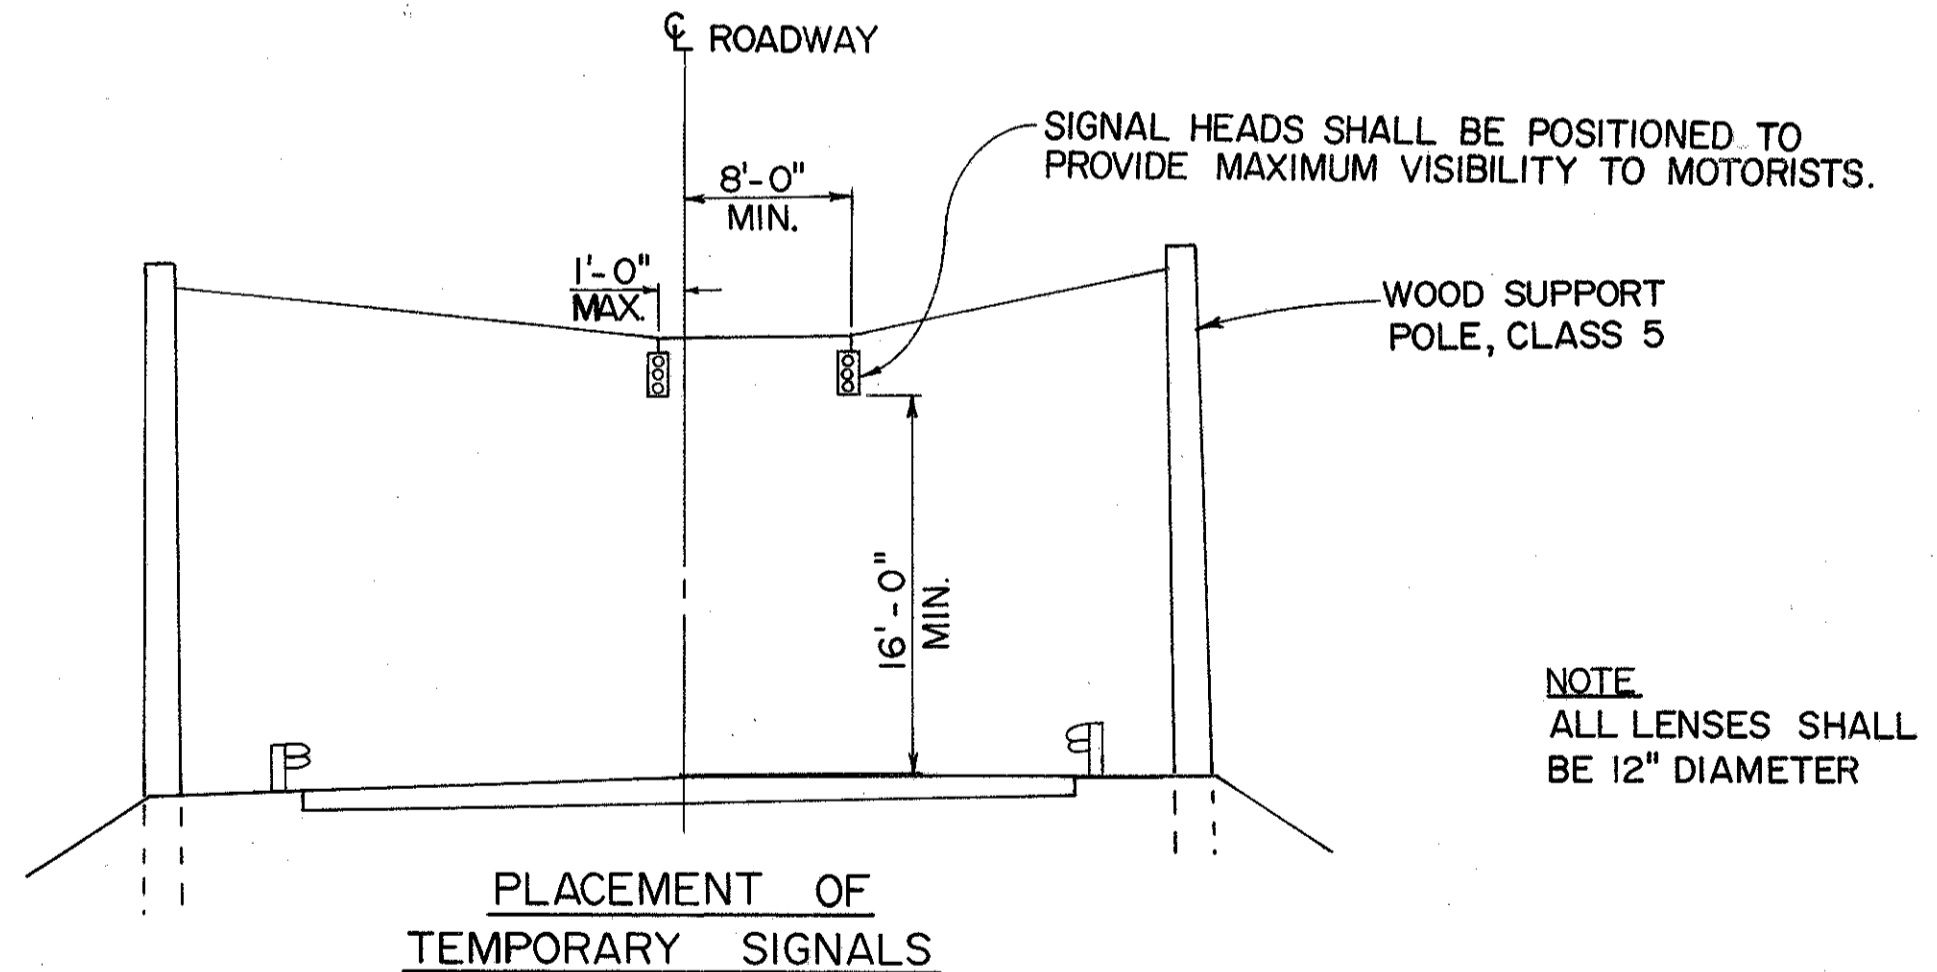 ℄ ROADWAY
SIGNAL HEADS SHALL BE POSITIONED TO
PROVIDE MAXIMUM VISIBILITY TO MOTORISTS.
8'-0"
MIN.
1'-0"
MAX.
WOOD SUPPORT
POLE, CLASS 5
16'-0"
MIN.
NOTE
ALL LENSES SHALL
BE 12" DIAMETER
PLACEMENT OF
TEMPORARY SIGNALS